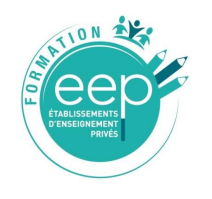 FORMATION
eep
ÉTABLISSEMENTS
D'ENSEIGNEMENT
PRIVÉS